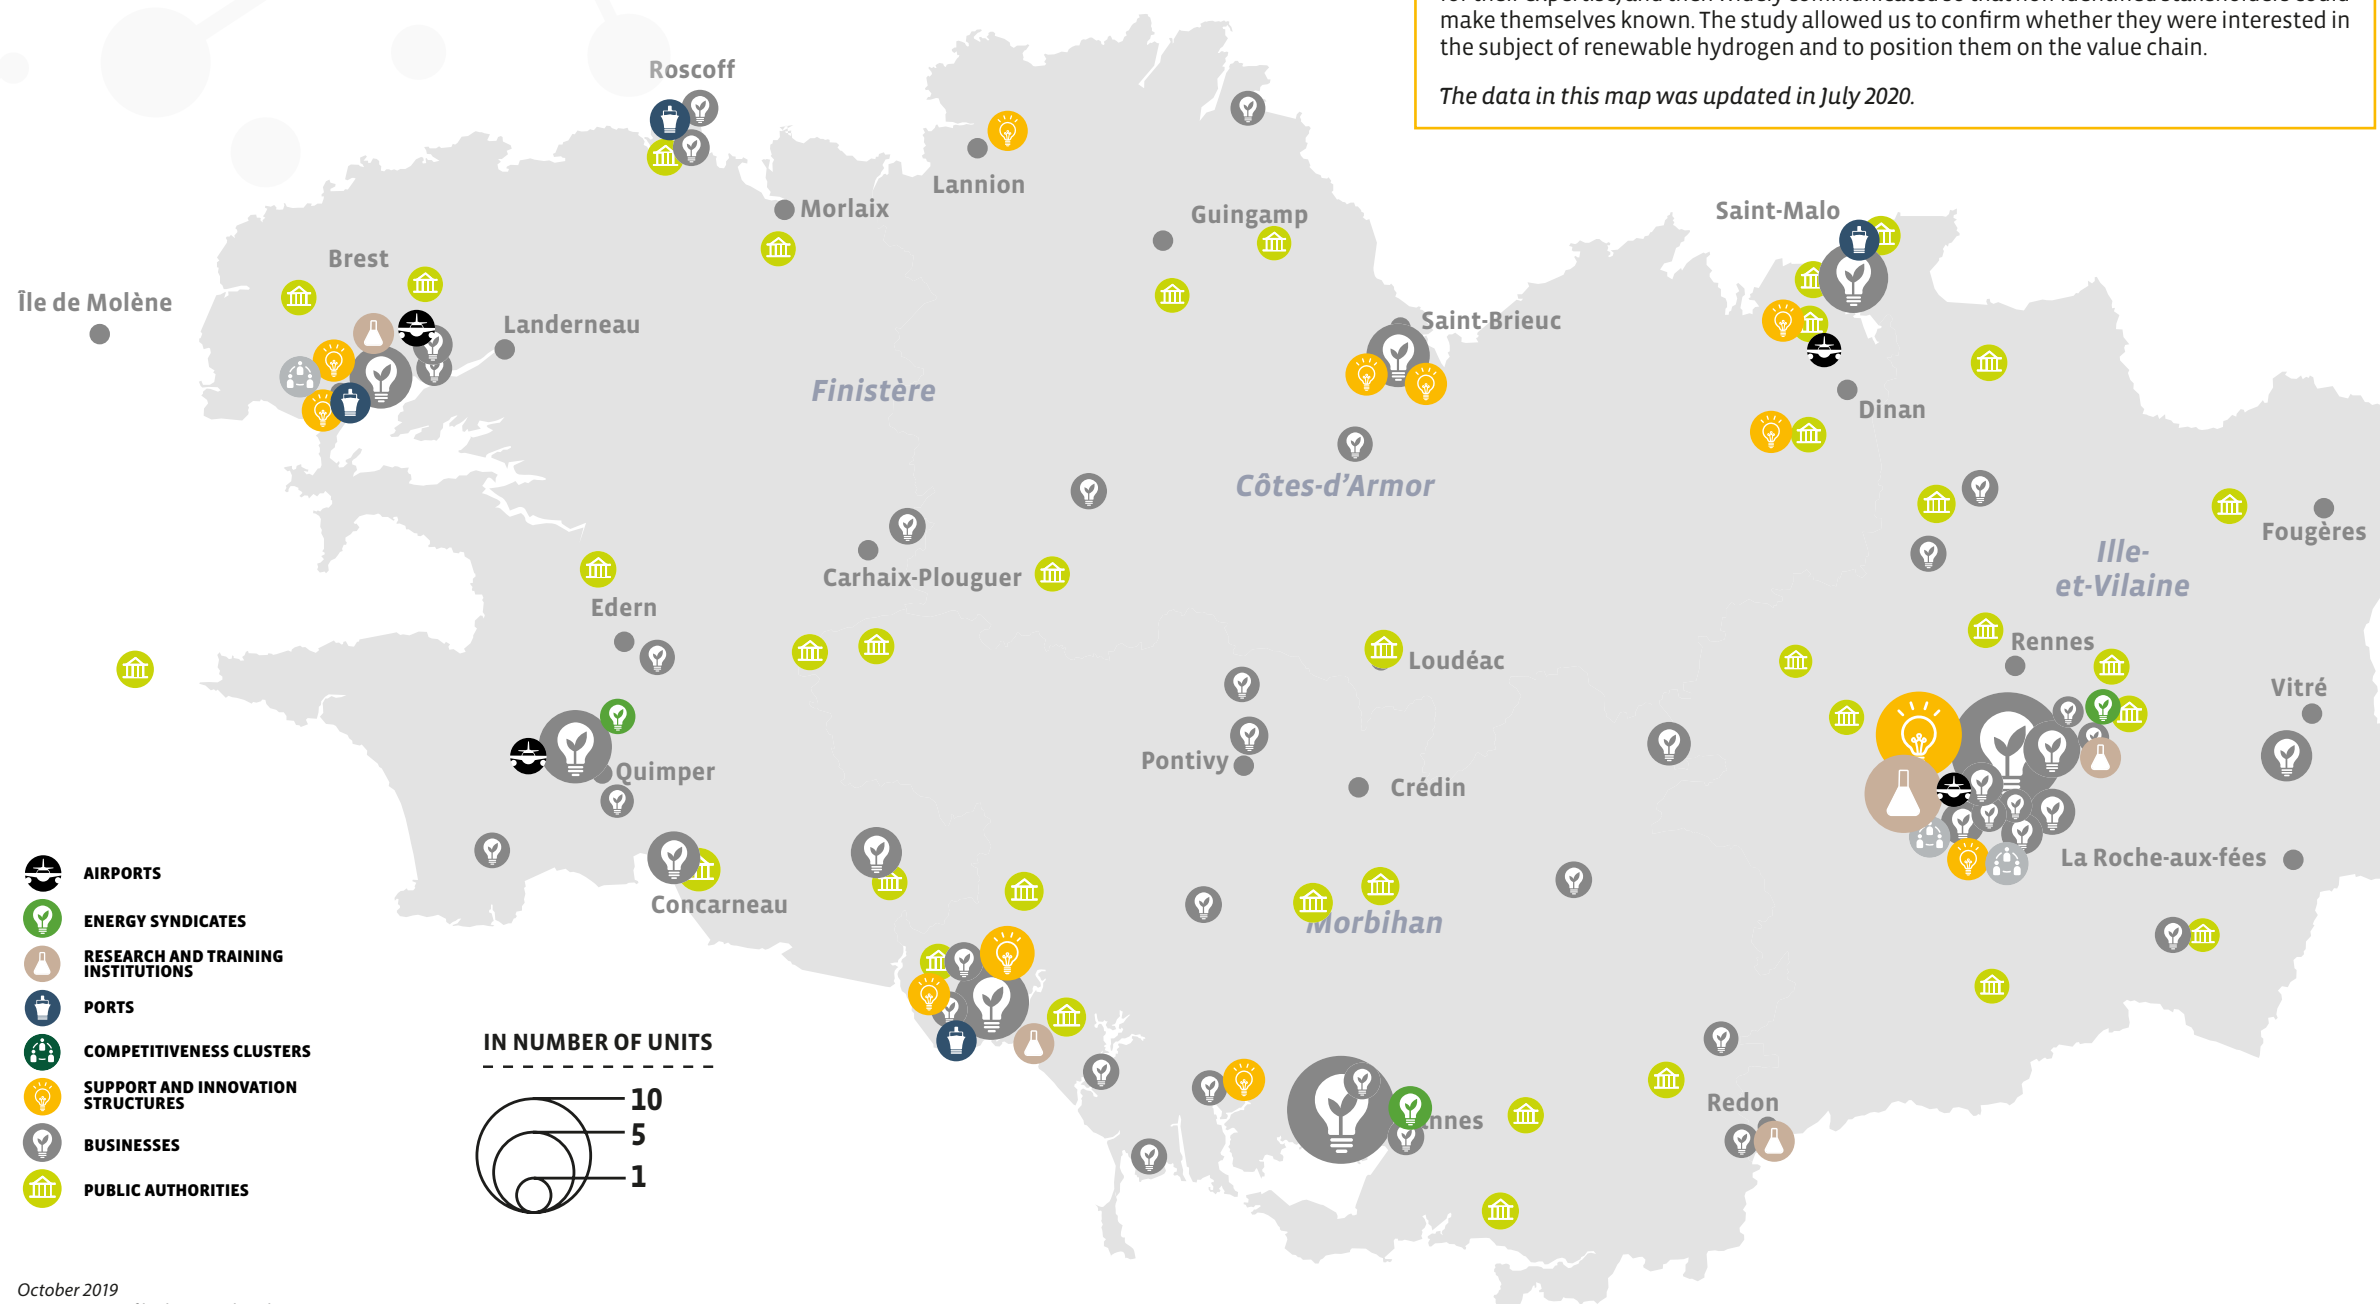 make themselves known. The study allowed us to confirm whether they were interested in
the subject of renewable hydrogen and to position them on the value chain.
The data in this map was updated in July 2020.
Roscoff
Lannion
Morlaix
Guingamp
Saint-Malo
Brest
Île de Molène
Landerneau
Saint-Brieuc
Finistère
Dinan
Côtes-d’Armor
Fougères
Ille-
et-Vilaine
Carhaix-Plouguer
Edern
Rennes
Loudéac
Vitré
Pontivy
Quimper
Crédin
La Roche-aux-fées
Concarneau
Morbihan
Redon
nnes
AIRPORTS
ENERGY SYNDICATES
RESEARCH AND TRAINING
INSTITUTIONS
PORTS
COMPETITIVENESS CLUSTERS
SUPPORT AND INNOVATION
STRUCTURES
BUSINESSES
PUBLIC AUTHORITIES
IN NUMBER OF UNITS
10
5
1
October 2019